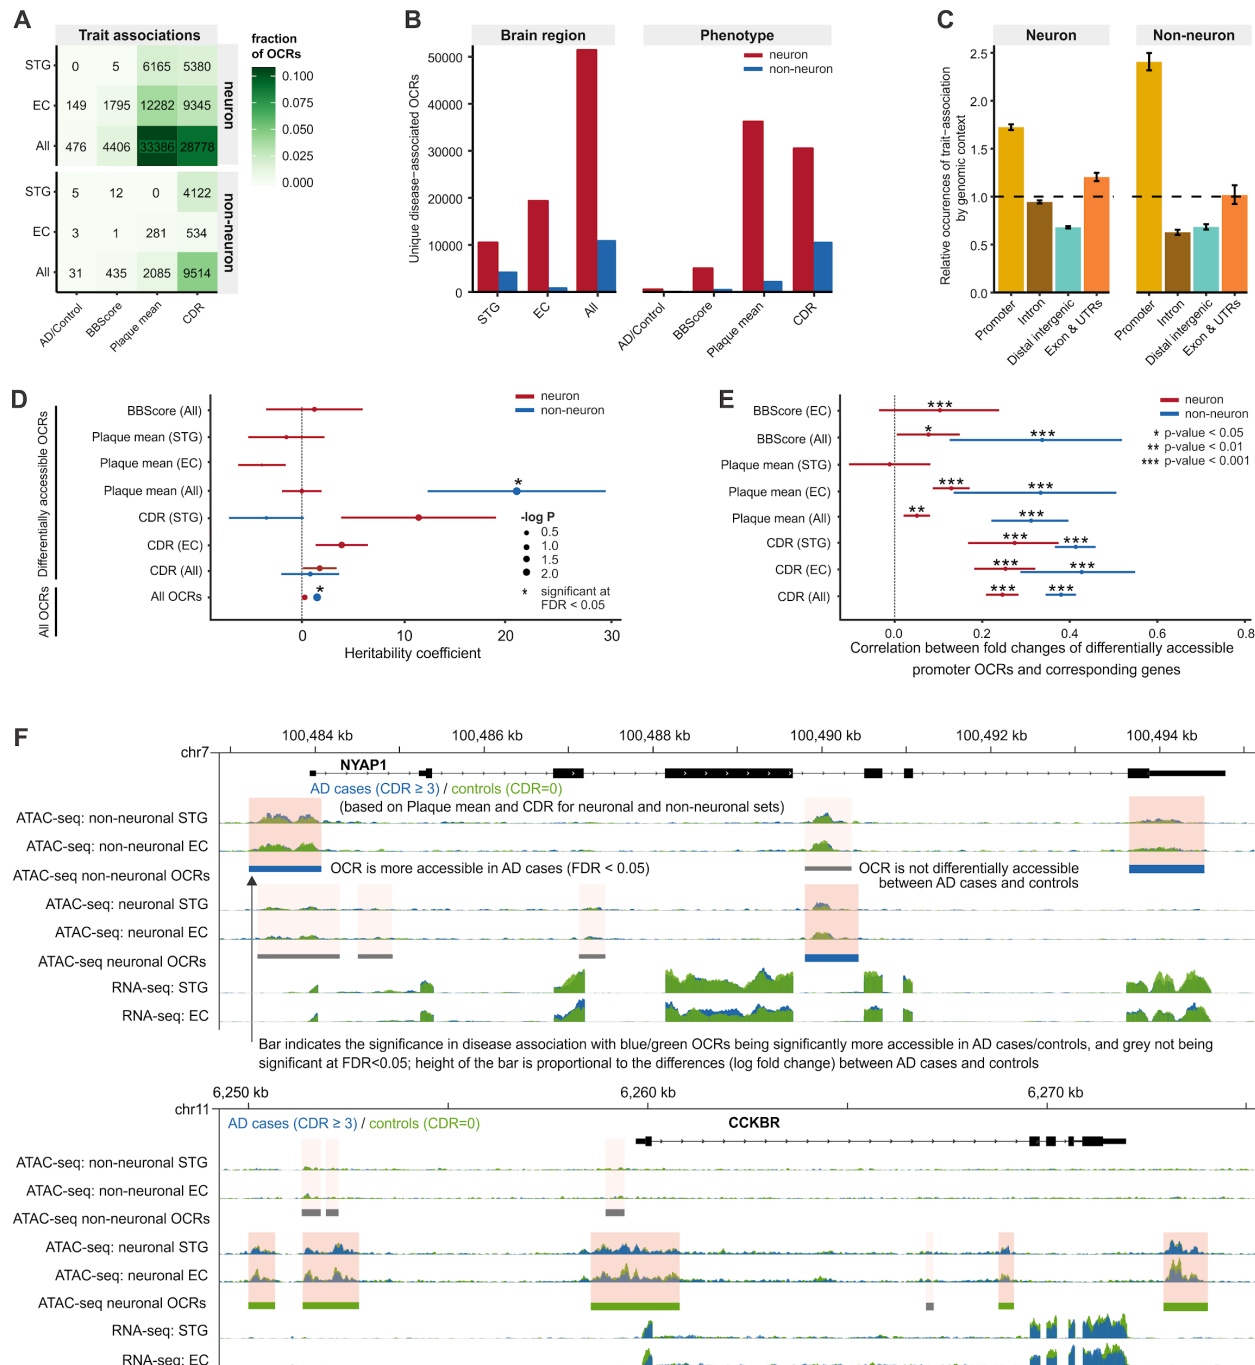 A
Trait associations
STG 0 5 6165 5380
EC 149 1795 12282 9345
All 476 4406 33386 28778
neuron
STG 5 12 0 4122
EC 3 1 281 534
All 31 435 2085 9514
non-neuron
AD/Control BBScore Plaque mean CDR
fraction
of OCRs
0.100
0.075
0.050
0.025
0.000
B
Brain region Phenotype
neuron
non-neuron
Unique disease-associated OCRs
50000
40000
30000
20000
10000
0
STG EC All AD/Control BBScore Plaque mean CDR
C
Neuron Non-neuron
Relative occurences of trait-association
by genomic context
2.5
2.0
1.5
1.0
0.5
0.0
Promoter Intron Distal intergenic Exon & UTRs Promoter Intron Distal intergenic Exon & UTRs
D
neuron
non-neuron
Differentially accessible OCRs
All OCRs
BBScore (All)
Plaque mean (STG)
Plaque mean (EC)
Plaque mean (All) *
CDR (STG)
CDR (EC)
CDR (All)
All OCRs *
-log P
0.5
1.0
1.5
2.0
* significant at
FDR < 0.05
0 10 20 30
Heritability coefficient
E
neuron
non-neuron
* p-value < 0.05
** p-value < 0.01
*** p-value < 0.001
BBScore (EC) ***
BBScore (All) * ***
Plaque mean (STG)
Plaque mean (EC) *** ***
Plaque mean (All) ** ***
CDR (STG) *** ***
CDR (EC) *** ***
CDR (All) *** ***
0.0 0.2 0.4 0.6 0.8
Correlation between fold changes of differentially accessible
promoter OCRs and corresponding genes
F
100,484 kb 100,486 kb 100,488 kb 100,490 kb 100,492 kb 100,494 kb
chr7
NYAP1
AD cases (CDR ≥ 3) / controls (CDR=0)
(based on Plaque mean and CDR for neuronal and non-neuronal sets)
ATAC-seq: non-neuronal STG
ATAC-seq: non-neuronal EC
ATAC-seq non-neuronal OCRs
OCR is more accessible in AD cases (FDR < 0.05)
OCR is not differentially accessible
between AD cases and controls
ATAC-seq: neuronal STG
ATAC-seq: neuronal EC
ATAC-seq neuronal OCRs
RNA-seq: STG
RNA-seq: EC
Bar indicates the significance in disease association with blue/green OCRs being significantly more accessible in AD cases/controls, and grey not being
significant at FDR<0.05; height of the bar is proportional to the differences (log fold change) between AD cases and controls
6,250 kb 6,260 kb 6,270 kb
chr11
AD cases (CDR ≥ 3) / controls (CDR=0)
CCKBR
ATAC-seq: non-neuronal STG
ATAC-seq: non-neuronal EC
ATAC-seq non-neuronal OCRs
ATAC-seq: neuronal STG
ATAC-seq: neuronal EC
ATAC-seq neuronal OCRs
RNA-seq: STG
RNA-seq: EC